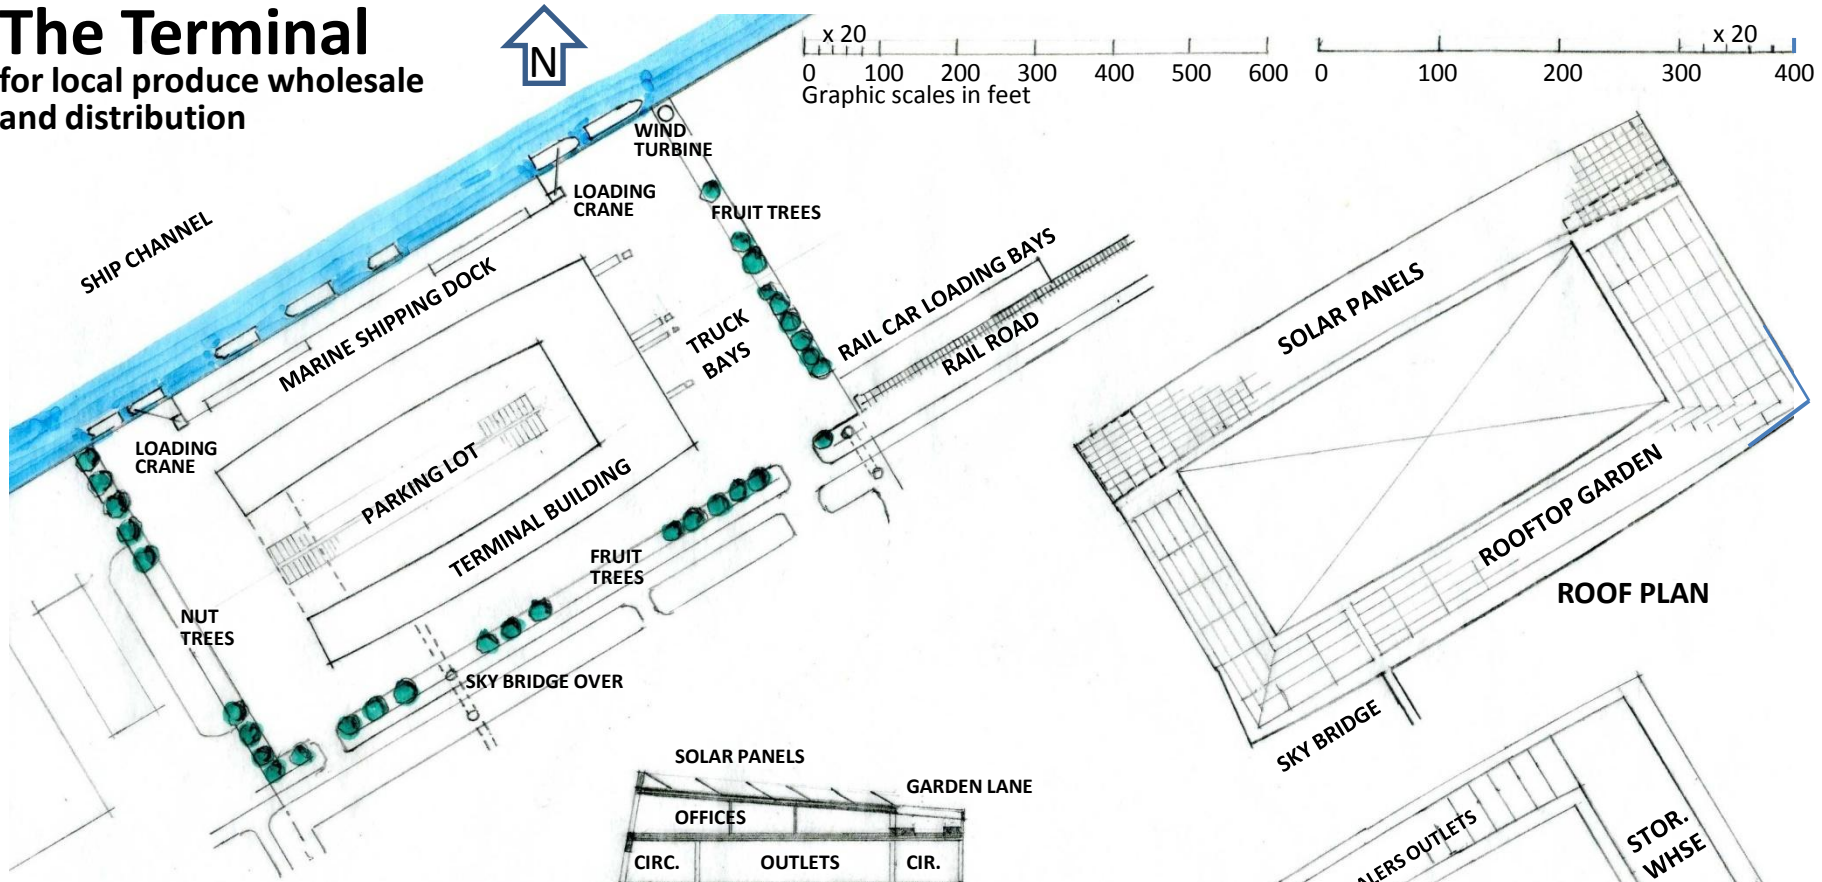 The Terminal
for local produce wholesale
and distribution
N
x 20
0 100 200 300 400 500 600
Graphic scales in feet
x 20
0 100 200 300 400
SHIP CHANNEL
WIND
TURBINE
LOADING
CRANE
FRUIT TREES
MARINE SHIPPING DOCK
TRUCK
BAYS
RAIL CAR LOADING BAYS
RAIL ROAD
LOADING
CRANE
PARKING LOT
TERMINAL BUILDING
FRUIT
TREES
NUT
TREES
SKY BRIDGE OVER
SOLAR PANELS
ROOFTOP GARDEN
ROOF PLAN
SKY BRIDGE
SOLAR PANELS
GARDEN LANE
OFFICES
CIRC.
OUTLETS
CIR.
ALERS OUTLETS
STOR.
WHSE